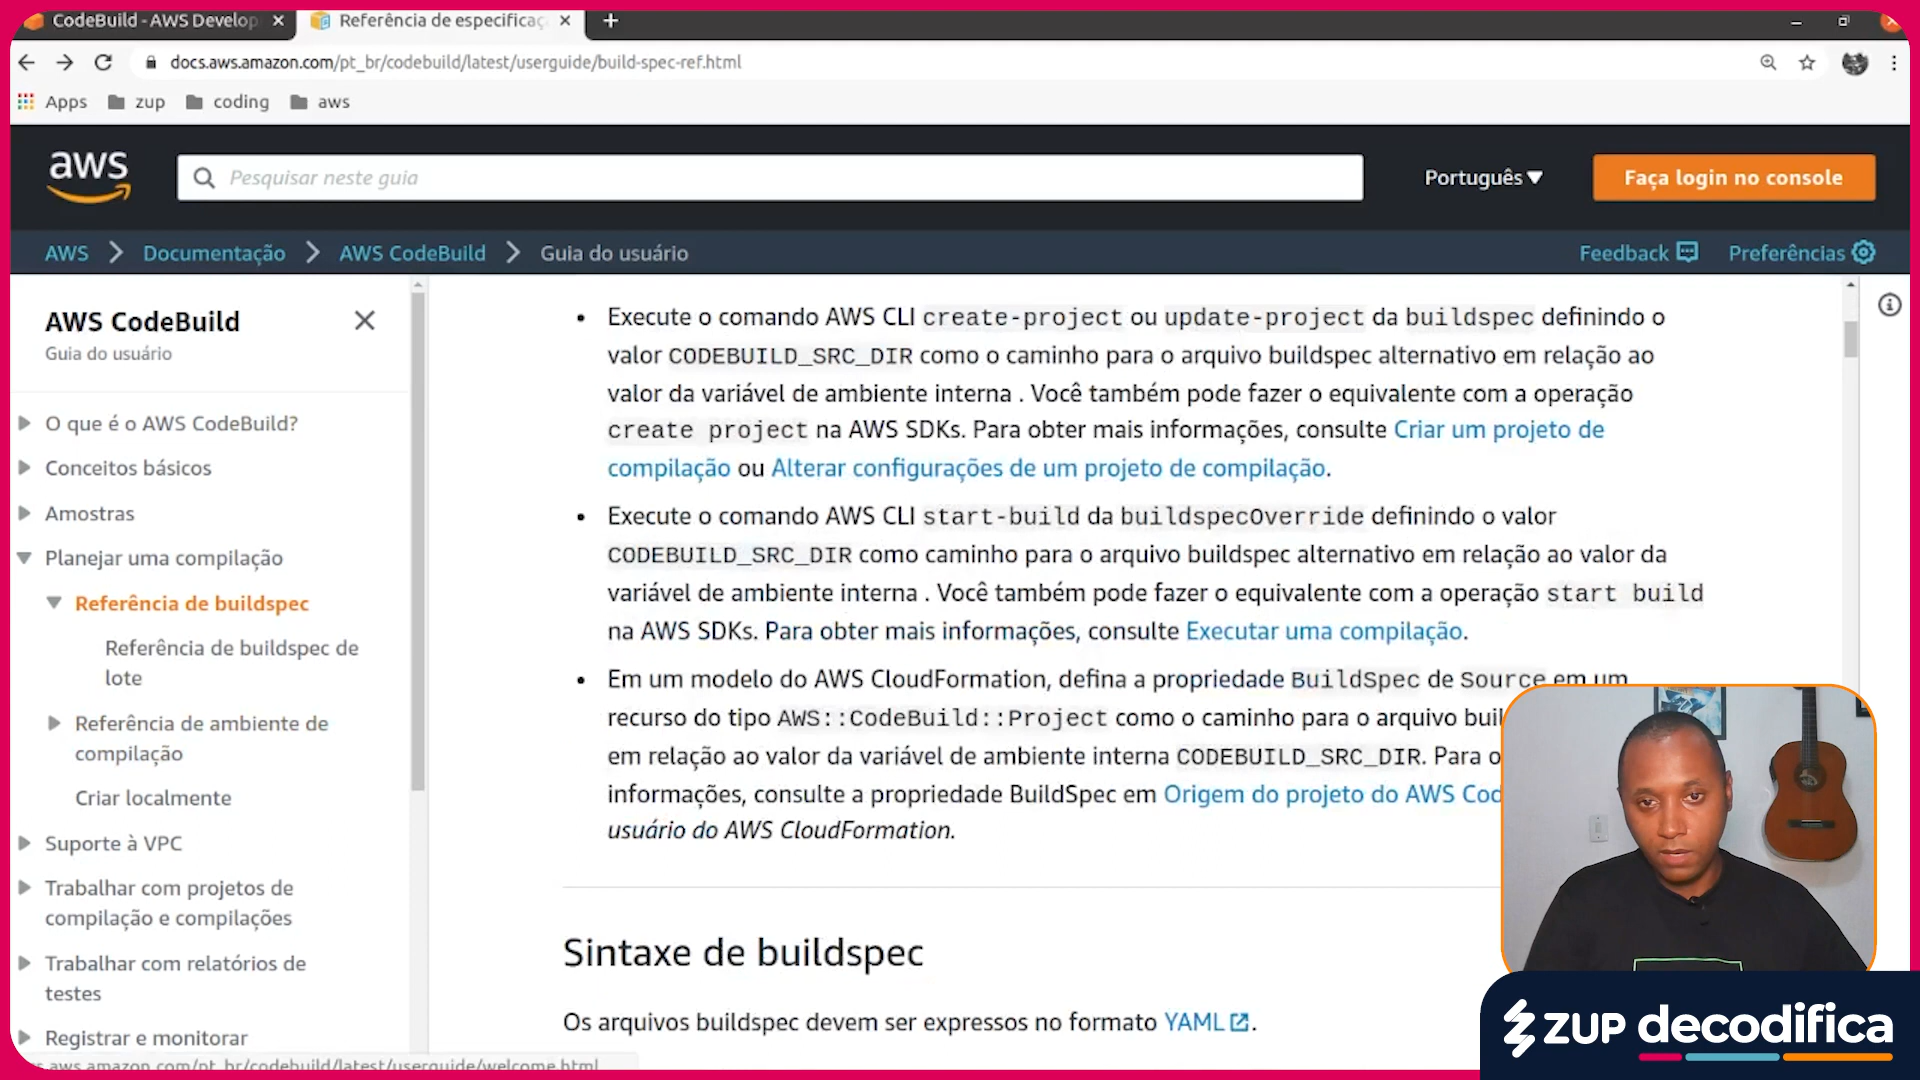 CodeBuild - AWS Develop
Referência de especificaç
docs.aws.amazon.com/pt_br/codebuild/latest/userguide/build-spec-ref.html
Apps
zup
coding
aws
aws
Pesquisar neste guia
Português
Faça login no console
AWS
Documentação
AWS CodeBuild
Guia do usuário
Feedback
Preferências
AWS CodeBuild
Guia do usuário
O que é o AWS CodeBuild?
Conceitos básicos
Amostras
Planejar uma compilação
Referência de buildspec
Referência de buildspec de
lote
Referência de ambiente de
compilação
Criar localmente
Suporte à VPC
Trabalhar com projetos de
compilação e compilações
Trabalhar com relatórios de
testes
Registrar e monitorar
s.aws.amazon.com/pt_br/codebuild/latest/userguide/welcome.html
• Execute o comando AWS CLI create-project ou update-project da buildspec definindo o
valor CODEBUILD_SRC_DIR como o caminho para o arquivo buildspec alternativo em relação ao
valor da variável de ambiente interna . Você também pode fazer o equivalente com a operação
create project na AWS SDKs. Para obter mais informações, consulte Criar um projeto de
compilação ou Alterar configurações de um projeto de compilação.
• Execute o comando AWS CLI start-build da buildspecOverride definindo o valor
CODEBUILD_SRC_DIR como caminho para o arquivo buildspec alternativo em relação ao valor da
variável de ambiente interna . Você também pode fazer o equivalente com a operação start build
na AWS SDKs. Para obter mais informações, consulte Executar uma compilação.
• Em um modelo do AWS CloudFormation, defina a propriedade BuildSpec de Source em um
recurso do tipo AWS::CodeBuild::Project como o caminho para o arquivo buil
em relação ao valor da variável de ambiente interna CODEBUILD_SRC_DIR. Para o
informações, consulte a propriedade BuildSpec em Origem do projeto do AWS Cod
usuário do AWS CloudFormation.
Sintaxe de buildspec
Os arquivos buildspec devem ser expressos no formato YAML.
ZUP decodifica